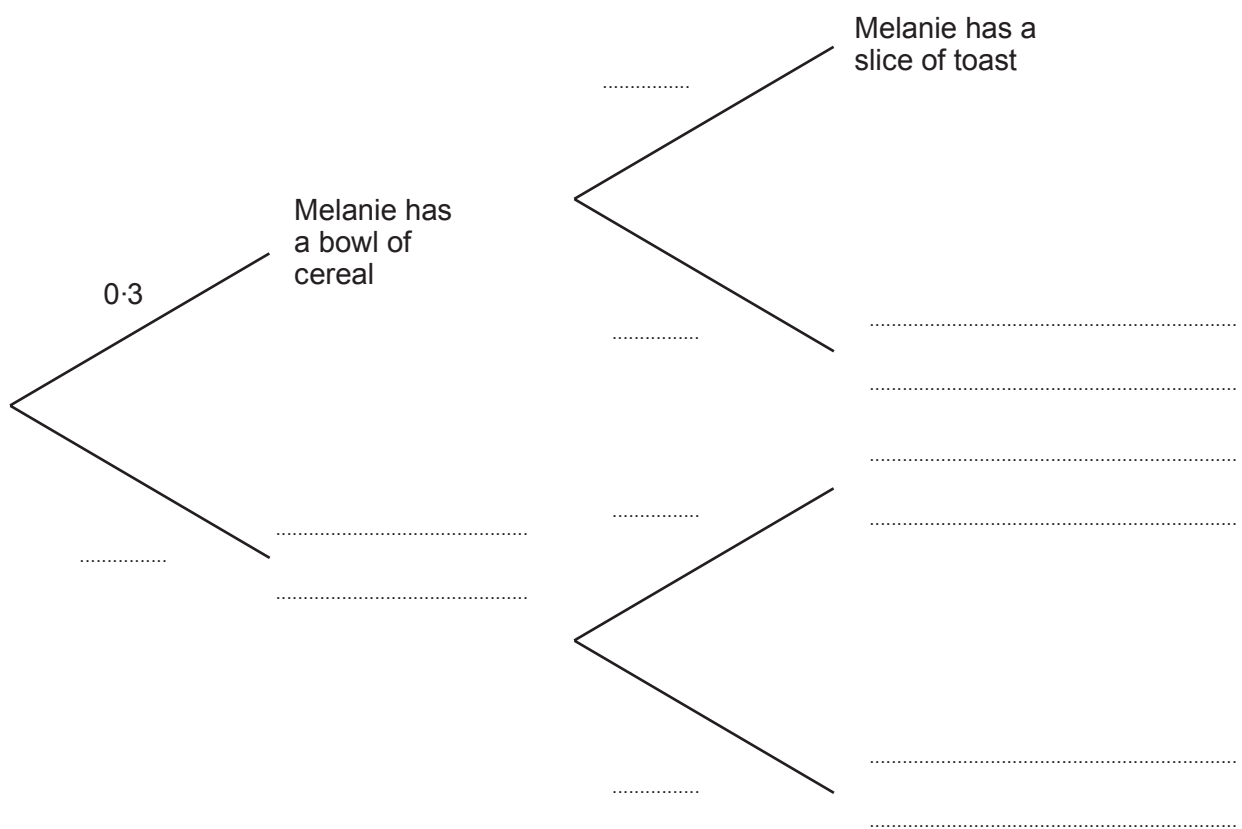 Melanie has a
slice of toast
Melanie has
a bowl of
cereal
0·3